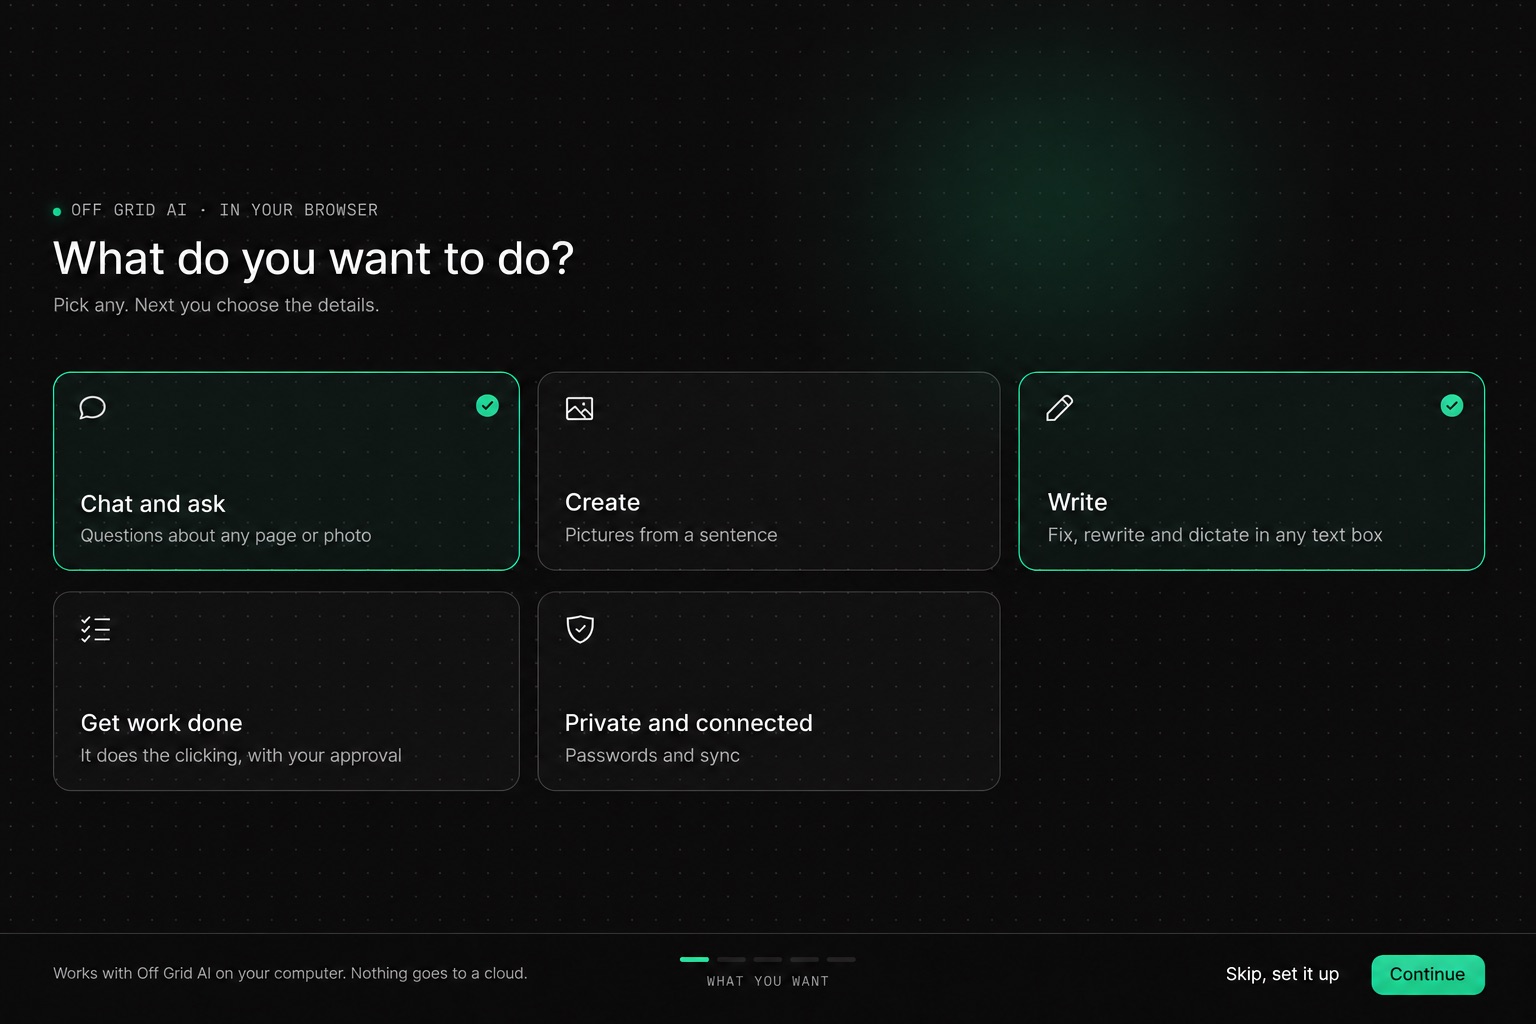 OFF GRID AI · IN YOUR BROWSER
What do you want to do?
Pick any. Next you choose the details.
Chat and ask
Questions about any page or photo
Create
Pictures from a sentence
Write
Fix, rewrite and dictate in any text box
Get work done
It does the clicking, with your approval
Private and connected
Passwords and sync
Works with Off Grid AI on your computer. Nothing goes to a cloud.
WHAT YOU WANT
Skip, set it up
Continue